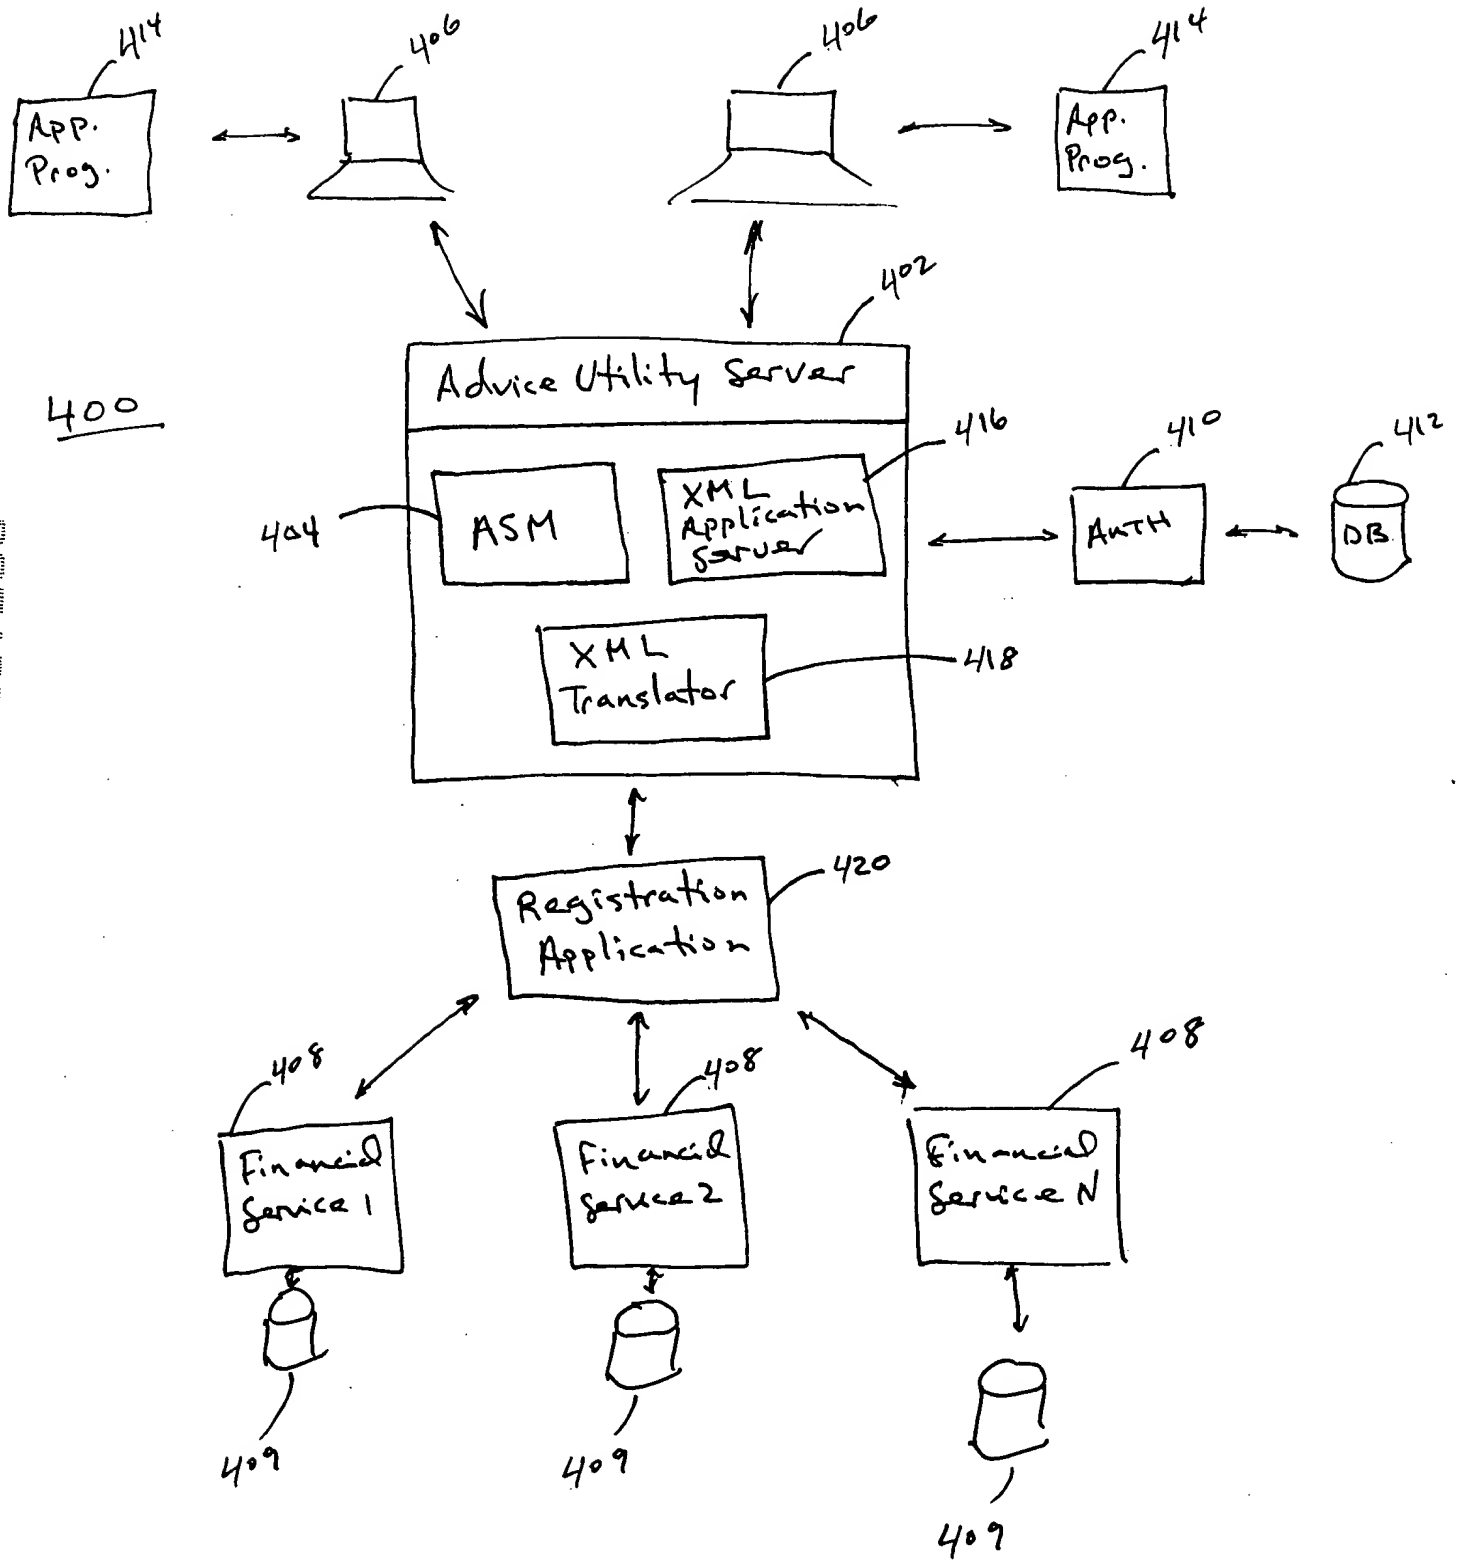 414
406
406
414
App.
Prog.
App.
Prog.
402
Advice Utility Server
400
416
410
412
404
ASM
XML
Application
Server
AuTH
DB
XML
Translator
418
Registration
Application
420
408
408
408
Financial
Service 1
Financial
Service 2
Financial
Service N
409
409
409